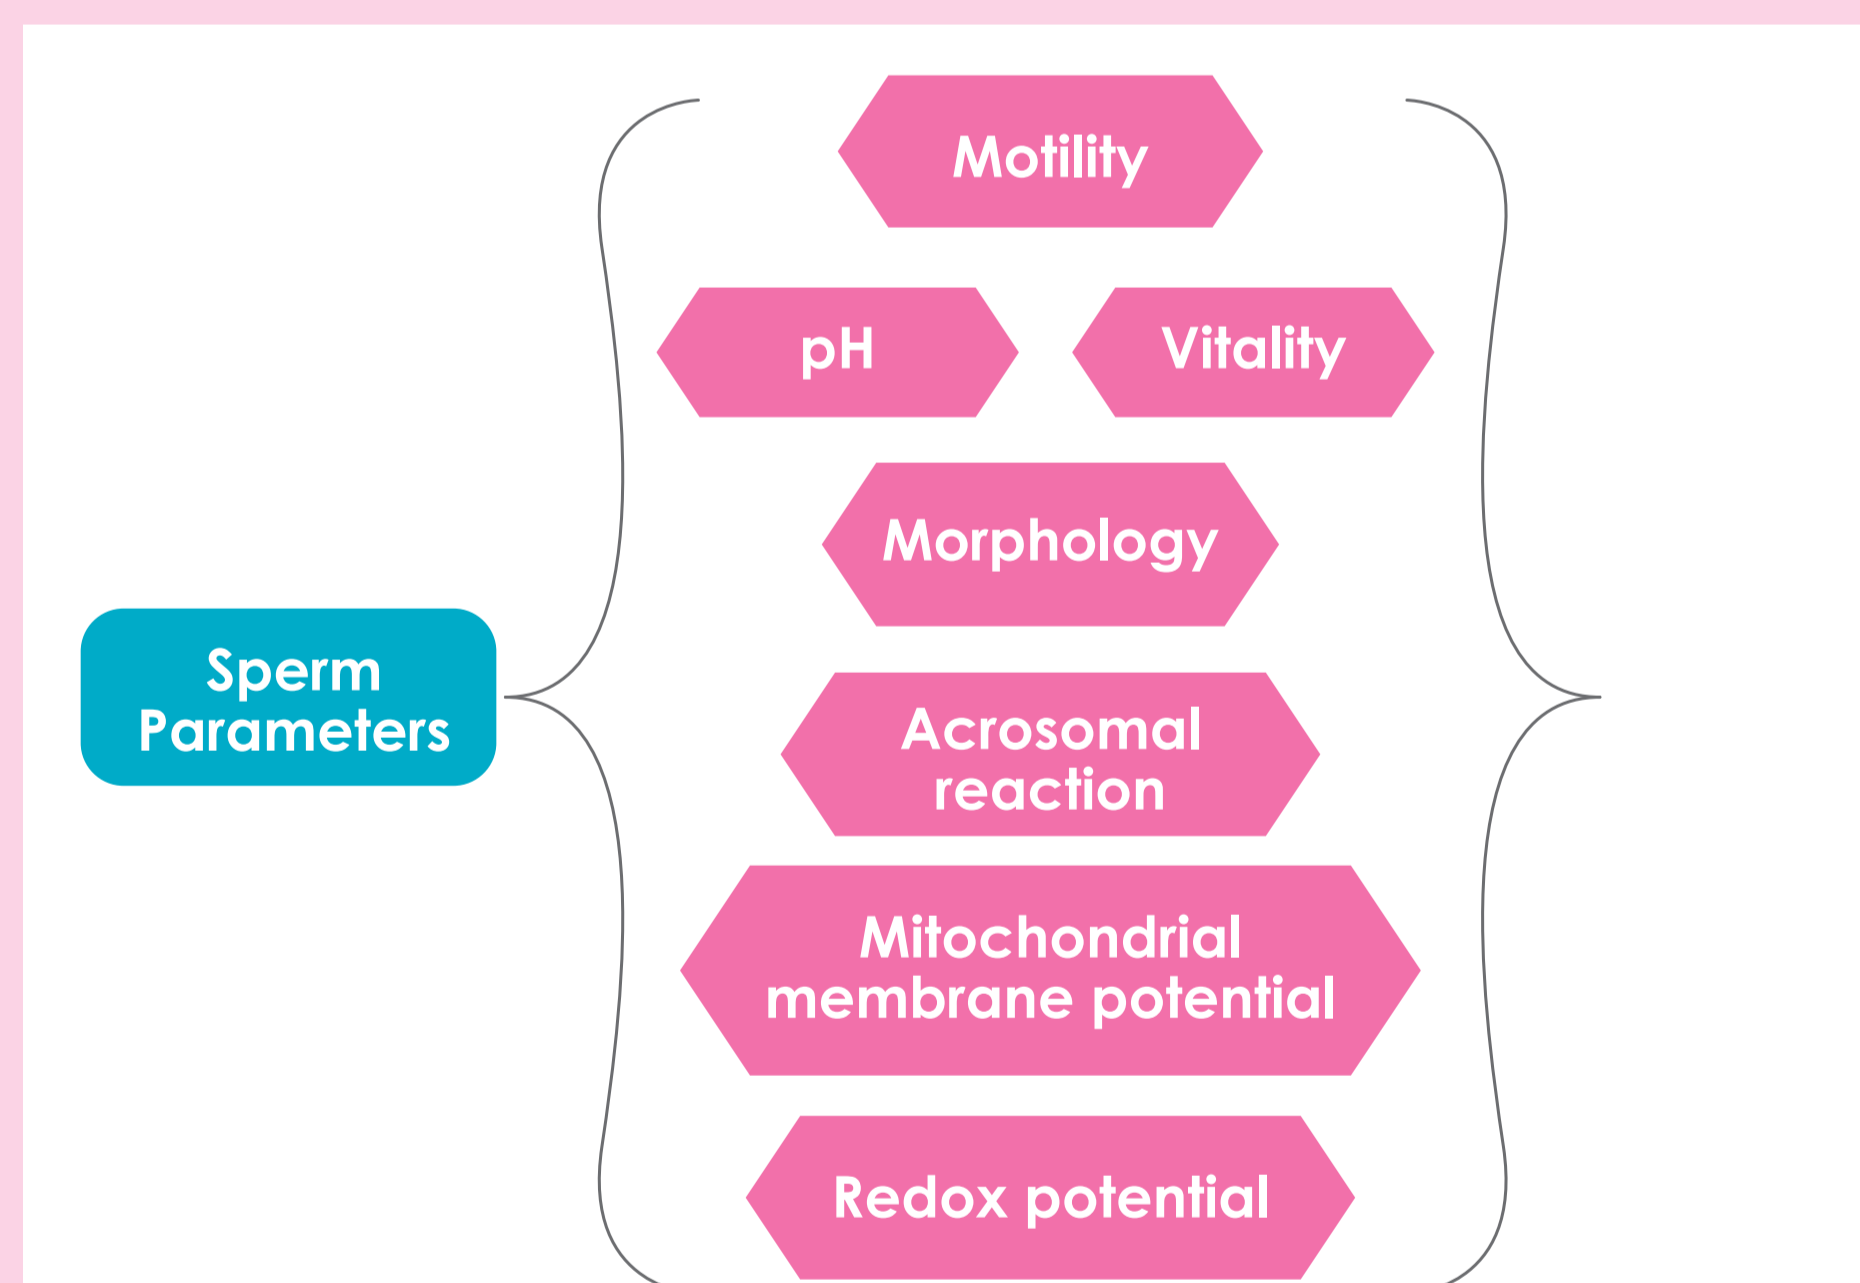 Motility
pH
Vitality
Morphology
Sperm
Parameters
Acrosomal
reaction
Mitochondrial
membrane potential
Redox potential